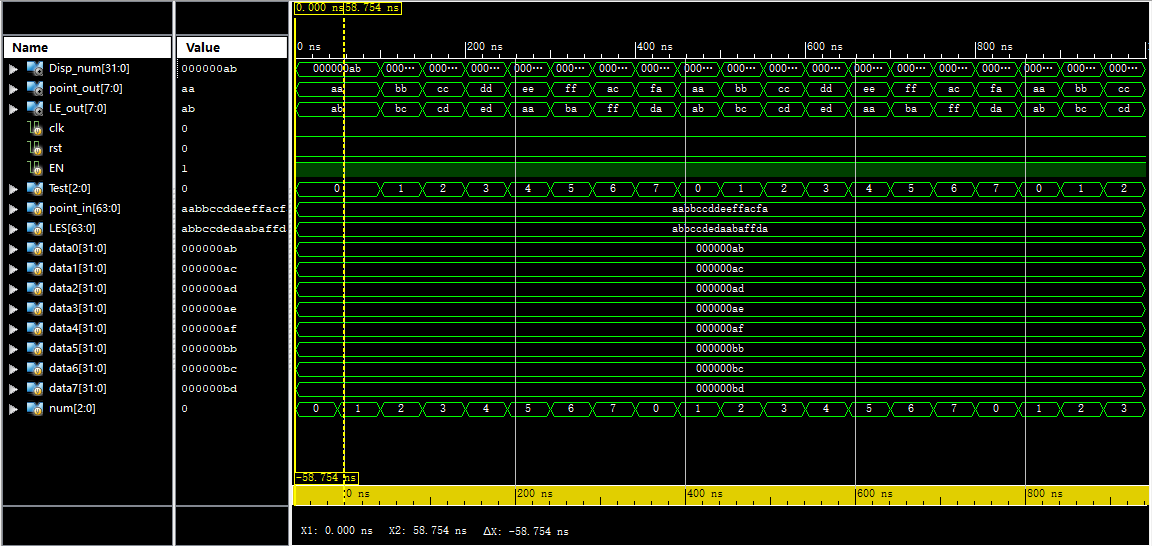 0.000 ns 58.754 ns
Name Value 0 ns 200 ns 400 ns 600 ns 800 ns
Disp_num[31:0] 000000ab 000000ab 000··· 000··· 000··· 000··· 000··· 000··· 000··· 000··· 000··· 000··· 000··· 000··· 000··· 000··· 000··· 000··· 000··· 000···
point_out[7:0] aa aa bb cc dd ee ff ac fa aa bb cc dd ee ff ac fa aa bb cc
LE_out[7:0] ab ab bc cd ed aa ba ff da ab bc cd ed aa ba ff da ab bc cd
clk 0
rst 0
EN 1
Test[2:0] 0 0 1 2 3 4 5 6 7 0 1 2 3 4 5 6 7 0 1 2
point_in[63:0] aabbccddeeffacf aabbccddeeffacfa
LES[63:0] abbccdedaabaffd abbccdedaabaffda
data0[31:0] 000000ab 000000ab
data1[31:0] 000000ac 000000ac
data2[31:0] 000000ad 000000ad
data3[31:0] 000000ae 000000ae
data4[31:0] 000000af 000000af
data5[31:0] 000000bb 000000bb
data6[31:0] 000000bc 000000bc
data7[31:0] 000000bd 000000bd
num[2:0] 0 0 1 2 3 4 5 6 7 0 1 2 3 4 5 6 7 0 1 2 3
-58.754 ns
0 ns 200 ns 400 ns 600 ns 800 ns
X1: 0.000 ns X2: 58.754 ns ΔX: -58.754 ns